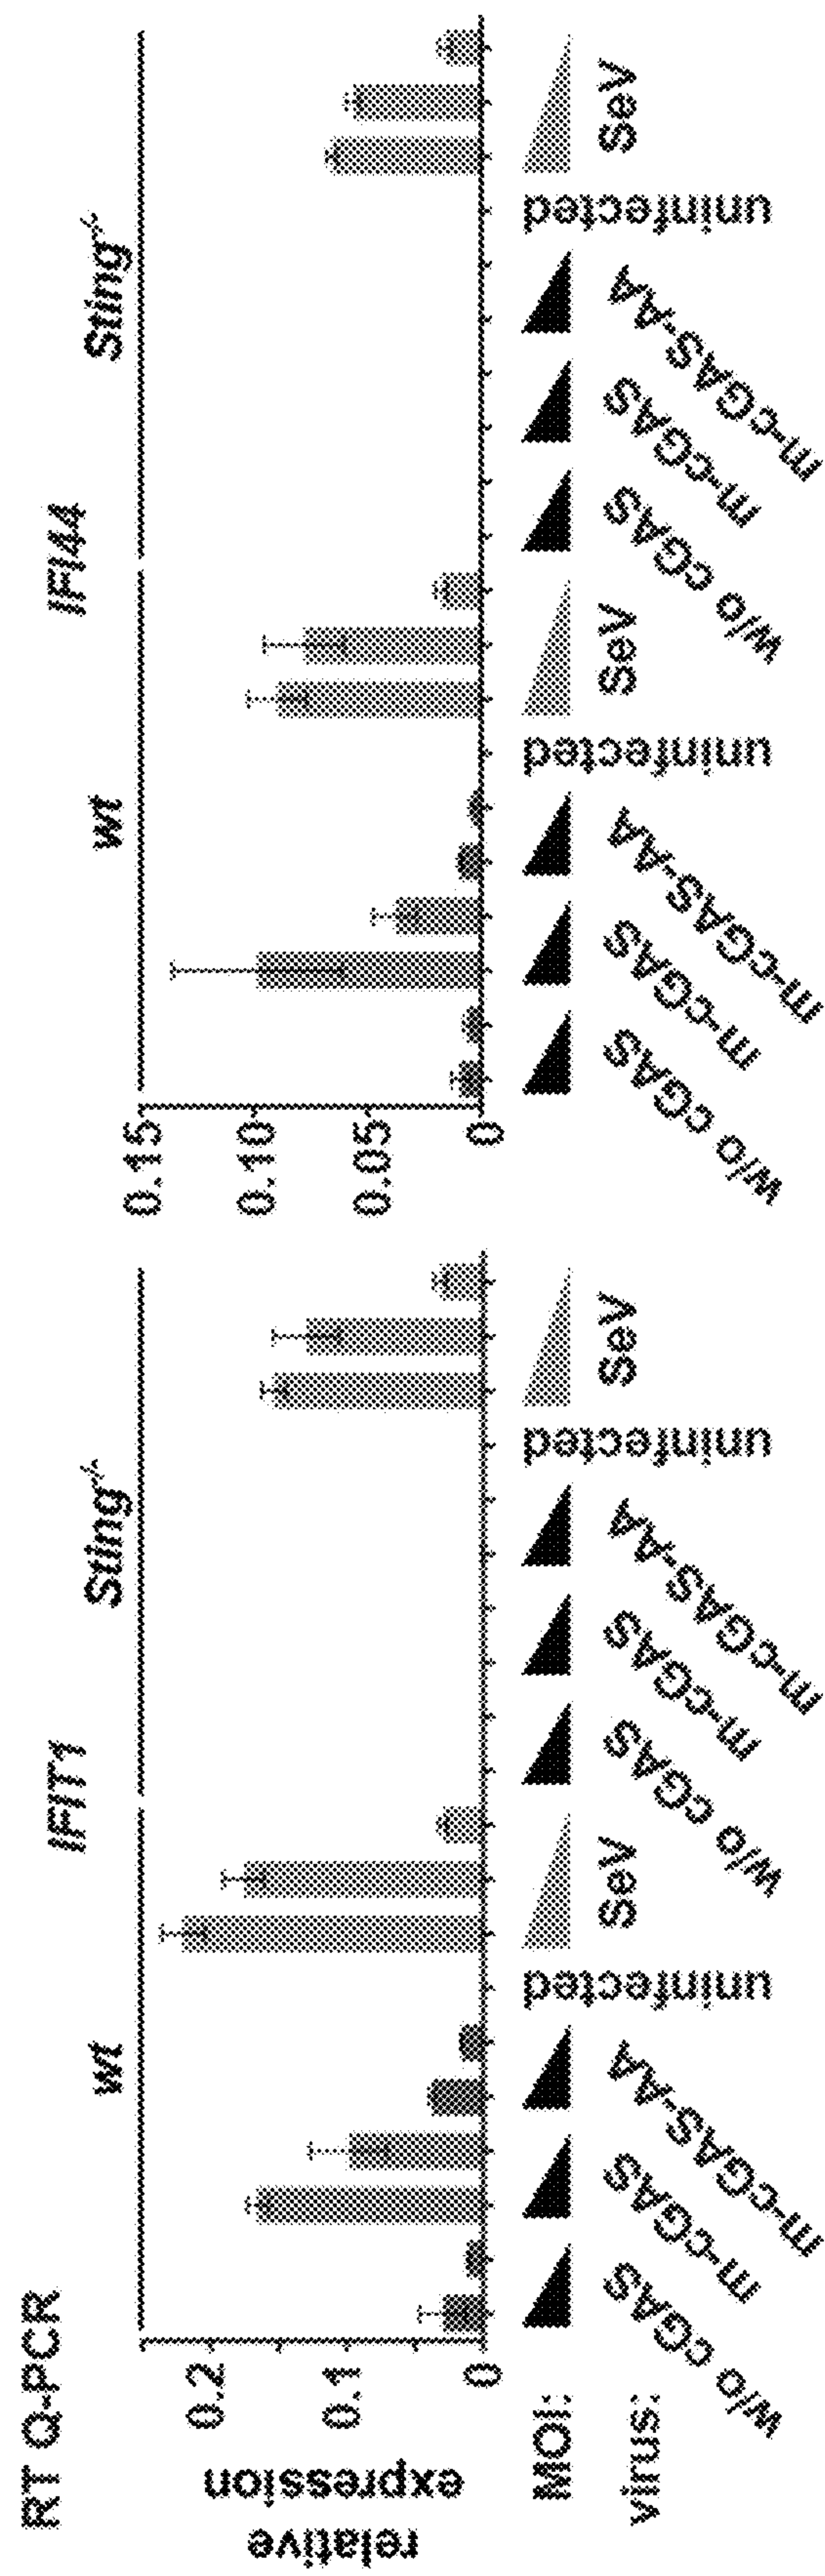 RT Q-PCR
IFIT1
IFI44
wt
Sting-/-
wt
Sting-/-
relative
expression
0.2
0.1
0
0.15
0.10
0.05
0
MOI:
virus:
w/o cGAS
m-cGAS
m-cGAS-AA
uninfected
SeV
w/o cGAS
m-cGAS
m-cGAS-AA
uninfected
SeV
w/o cGAS
m-cGAS
m-cGAS-AA
uninfected
SeV
w/o cGAS
m-cGAS
m-cGAS-AA
uninfected
SeV